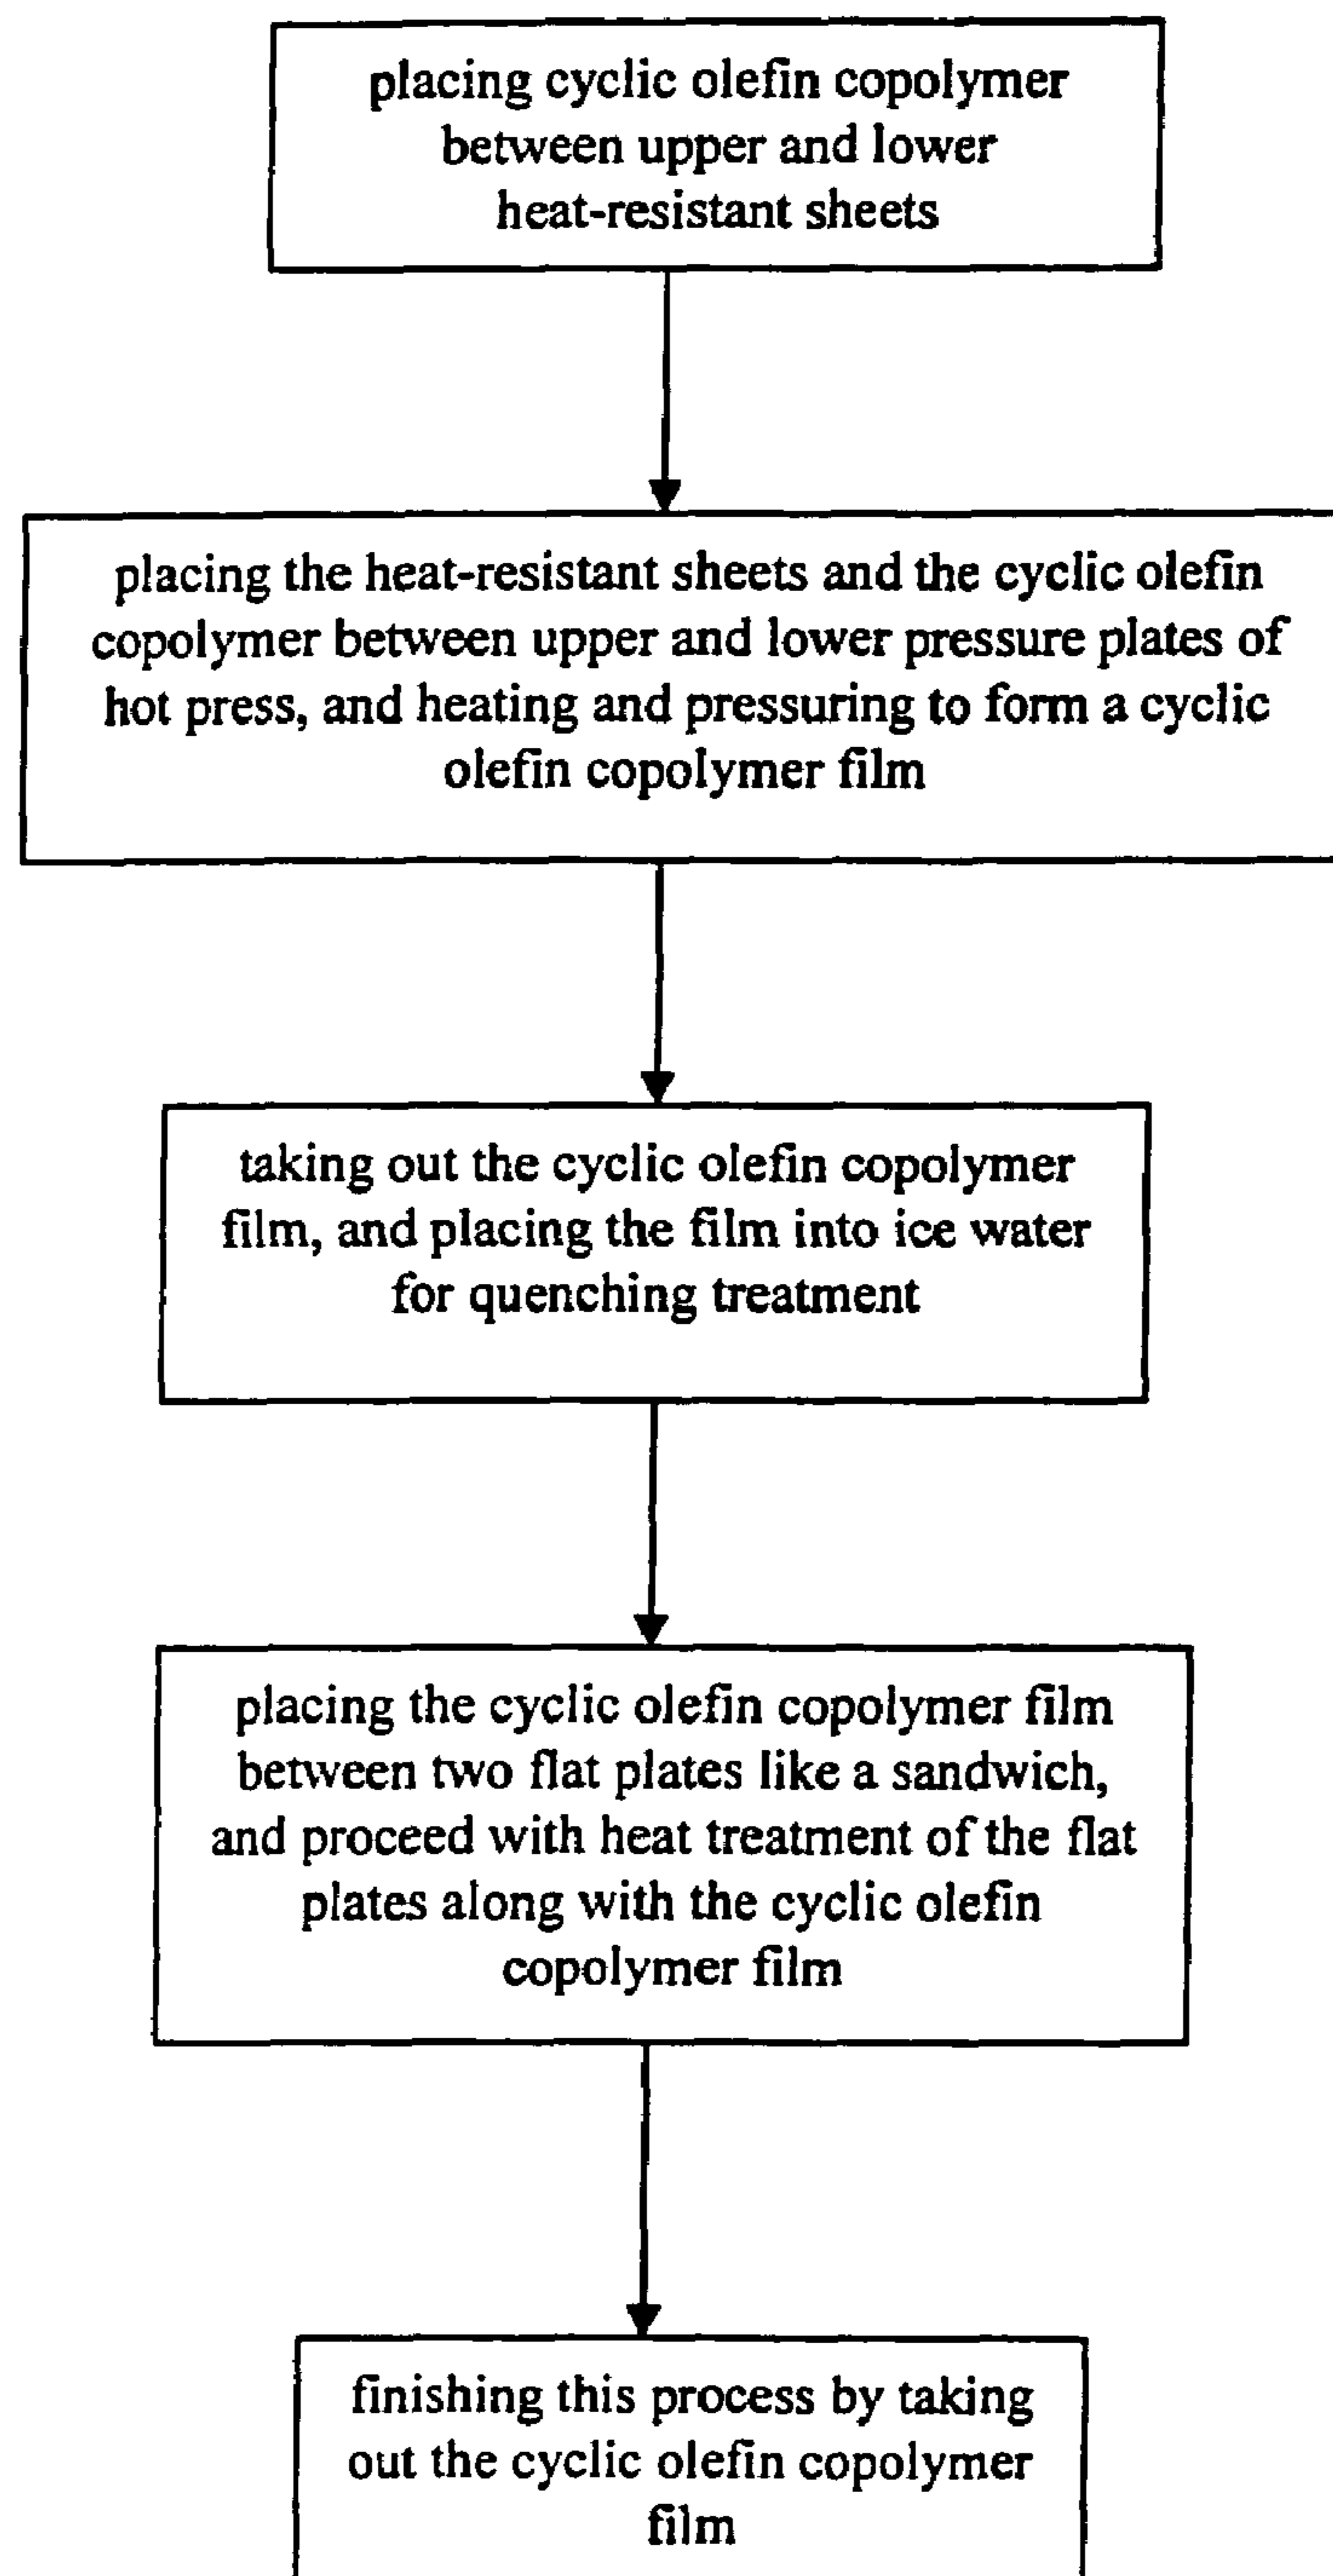 placing cyclic olefin copolymer
between upper and lower
heat-resistant sheets
placing the heat-resistant sheets and the cyclic olefin
copolymer between upper and lower pressure plates of
hot press, and heating and pressuring to form a cyclic
olefin copolymer film
taking out the cyclic olefin copolymer
film, and placing the film into ice water
for quenching treatment
placing the cyclic olefin copolymer film
between two flat plates like a sandwich,
and proceed with heat treatment of the flat
plates along with the cyclic olefin
copolymer film
finishing this process by taking
out the cyclic olefin copolymer
film